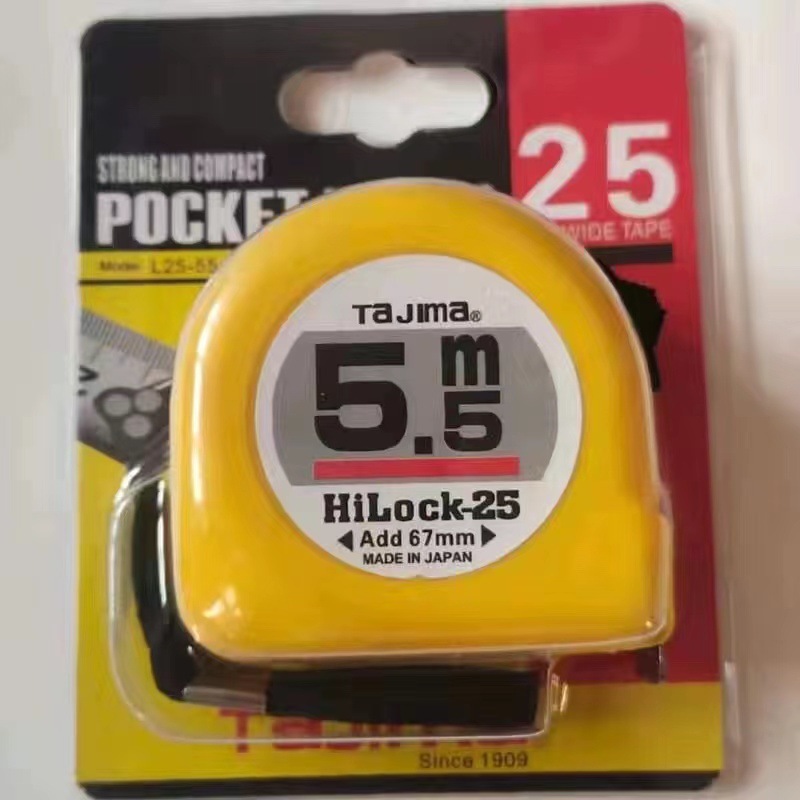 STRONG AND COMPACT
POCKET
25
WIDE TAPE
Model L25-55
TaJIma®
5.5m
HiLock-25
◀Add 67mm▶
MADE IN JAPAN
Since 1909